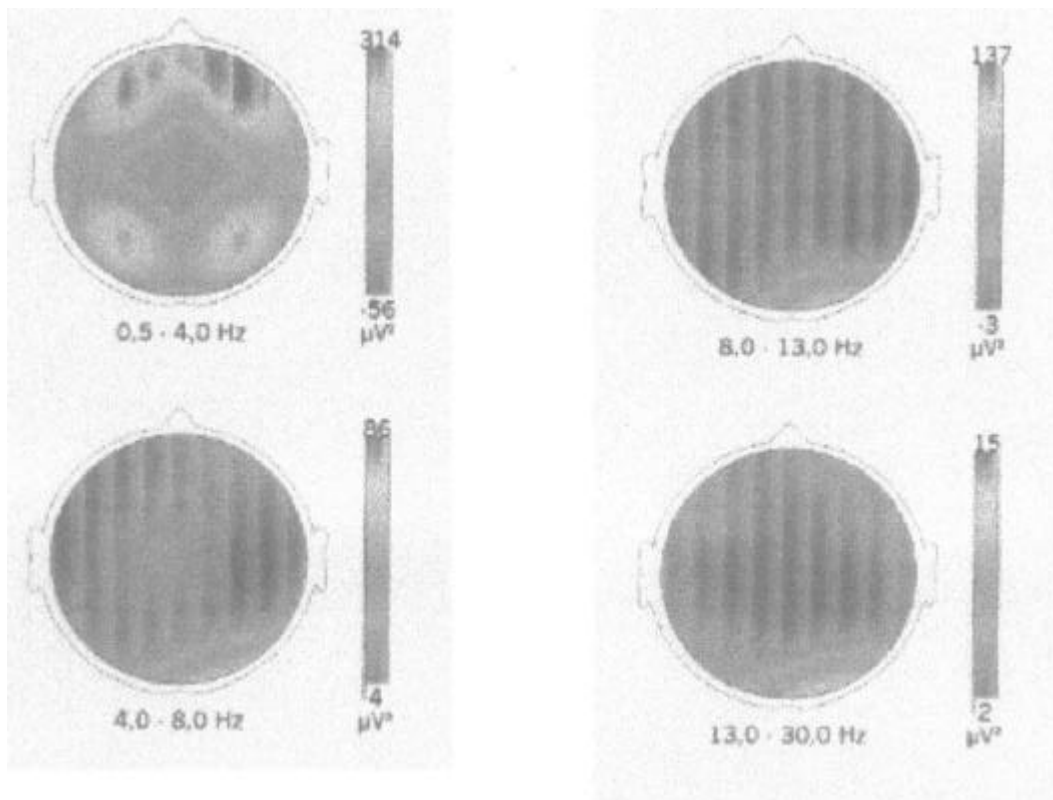 314
-56
µV²
0,5 - 4,0 Hz
137
-3
µV²
8,0 - 13,0 Hz
86
4
µV²
4,0 - 8,0 Hz
15
2
µV²
13,0 - 30,0 Hz